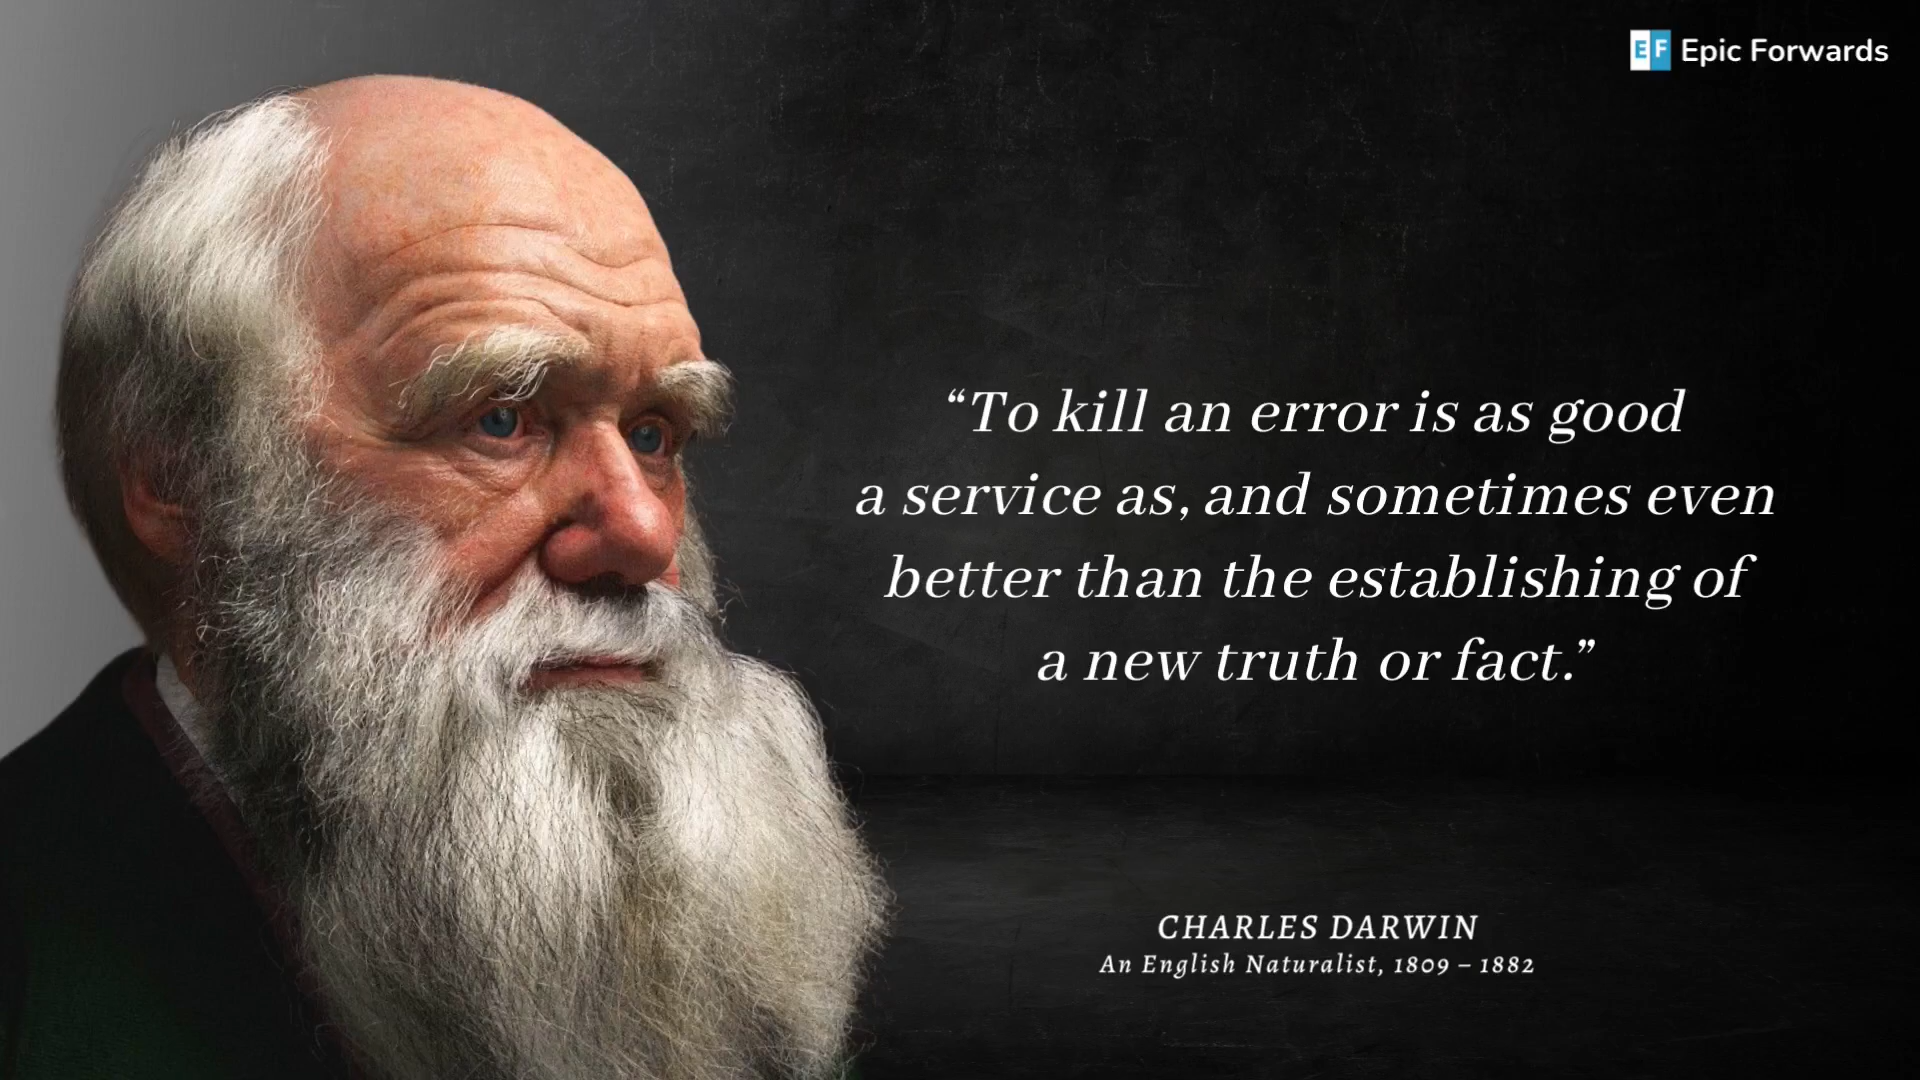 EF Epic Forwards
“To kill an error is as good
a service as, and sometimes even
better than the establishing of
a new truth or fact.”
CHARLES DARWIN
An English Naturalist, 1809 – 1882